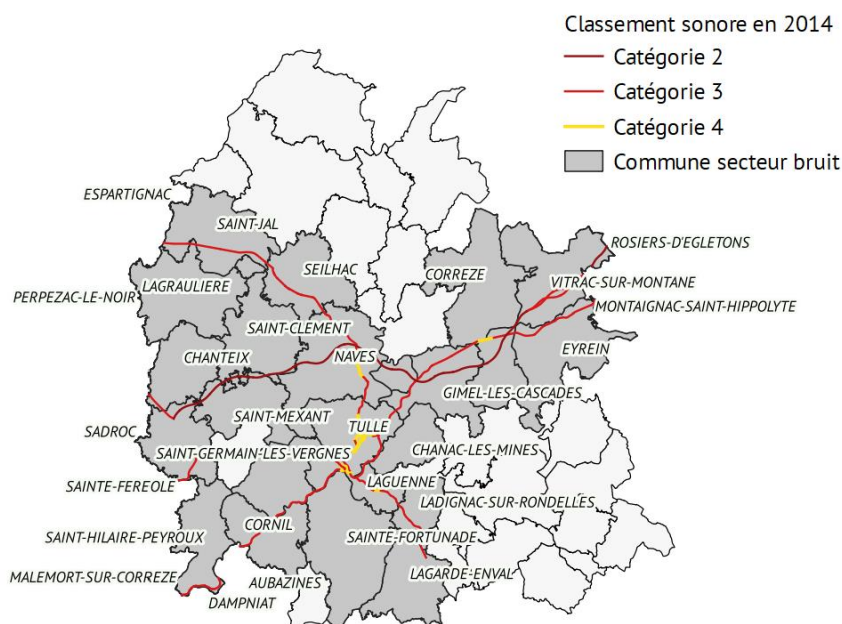 Classement sonore en 2014
Catégorie 2
Catégorie 3
Catégorie 4
Commune secteur bruit
ESPARTIGNAC
SAINT-JAL
ROSIERS-D'EGLETONS
SEILHAC
CORREZE
VITRAC-SUR-MONTANE
LAGRAULIERE
PERPEZAC-LE-NOIR
MONTAIGNAC-SAINT-HIPPOLYTE
SAINT-CLEMENT
EYREIN
CHANTEIX
NAVES
GIMEL-LES-CASCADES
SAINT-MEXANT
TULLE
SADROC
CHANAC-LES-MINES
SAINT-GERMAIN-LES-VERGNES
LAGUENNE
SAINTE-FEREOLE
LADIGNAC-SUR-RONDELLES
CORNIL
SAINT-HILAIRE-PEYROUX
SAINTE-FORTUNADE
LAGARDE-ENVAL
MALEMORT-SUR-CORREZE
AUBAZINES
DAMPNIAT